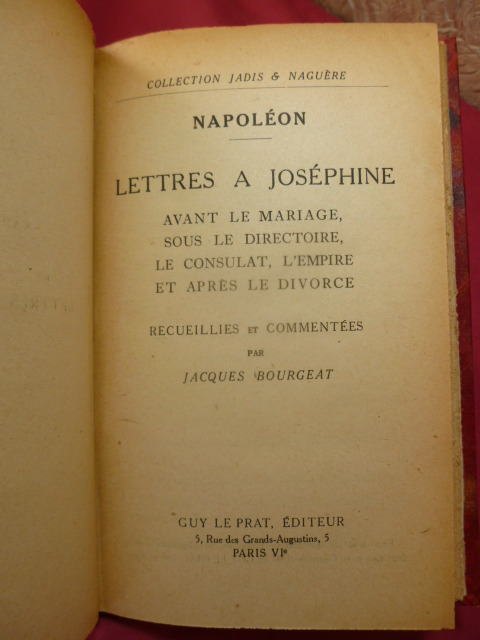 COLLECTION JADIS & NAGUÈRE
NAPOLÉON
LETTRES A JOSÉPHINE
AVANT LE MARIAGE,
SOUS LE DIRECTOIRE,
LE CONSULAT, L'EMPIRE
ET APRÈS LE DIVORCE
RECUEILLIES ET COMMENTÉES
PAR
JACQUES BOURGEAT
GUY LE PRAT, ÉDITEUR
5, Rue des Grands-Augustins, 5
PARIS VIe